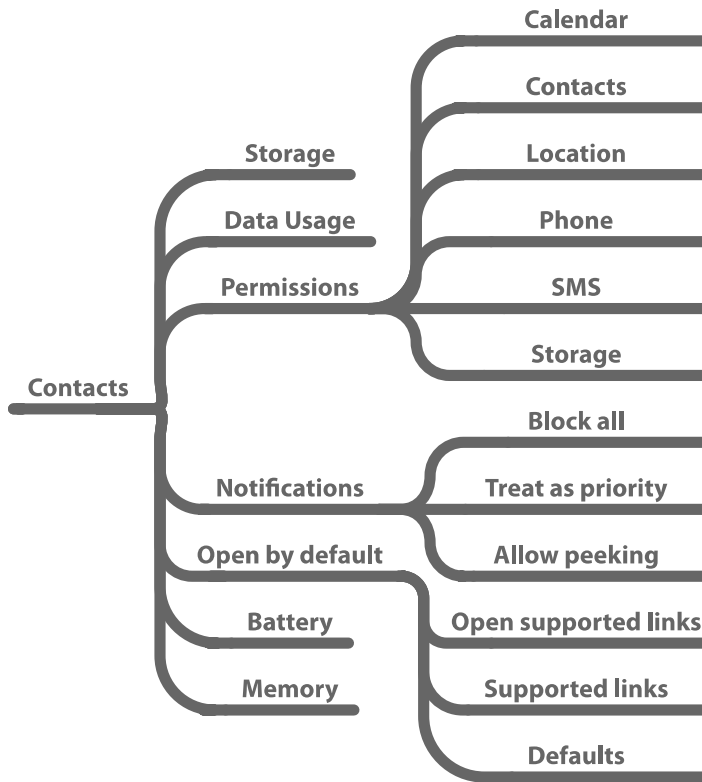 Contacts
Storage
Data Usage
Permissions
Calendar
Contacts
Location
Phone
SMS
Storage
Notifications
Block all
Treat as priority
Allow peeking
Open by default
Open supported links
Supported links
Defaults
Battery
Memory